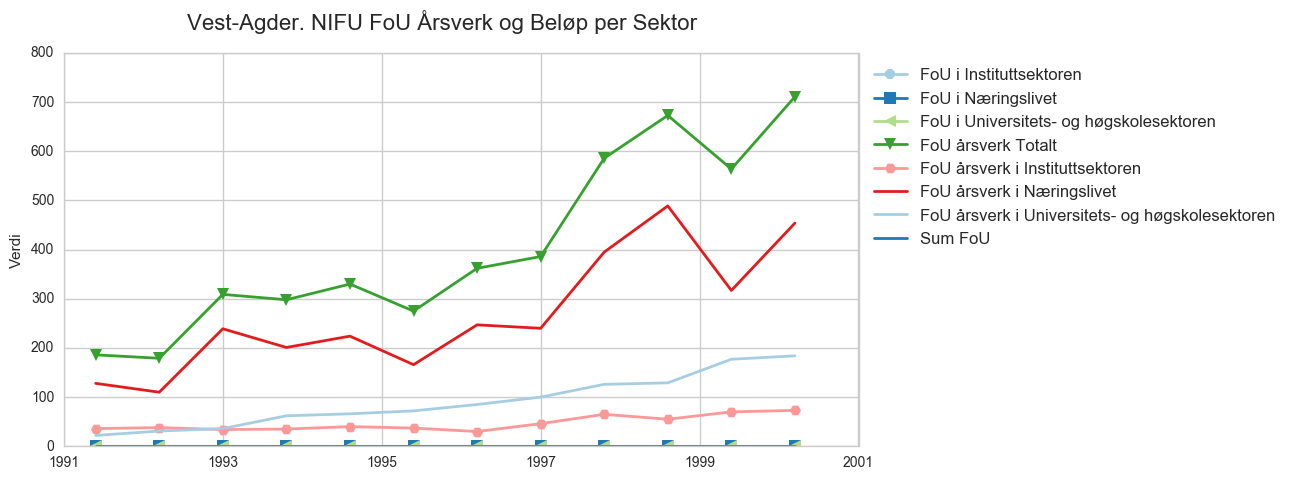 Vest-Agder. NIFU FoU Årsverk og Beløp per Sektor
800
700
600
500
400
300
200
100
0
Verdi
1991
1993
1995
1997
1999
2001
FoU i Instituttsektoren
FoU i Næringslivet
FoU i Universitets- og høgskolesektoren
FoU årsverk Totalt
FoU årsverk i Instituttsektoren
FoU årsverk i Næringslivet
FoU årsverk i Universitets- og høgskolesektoren
Sum FoU